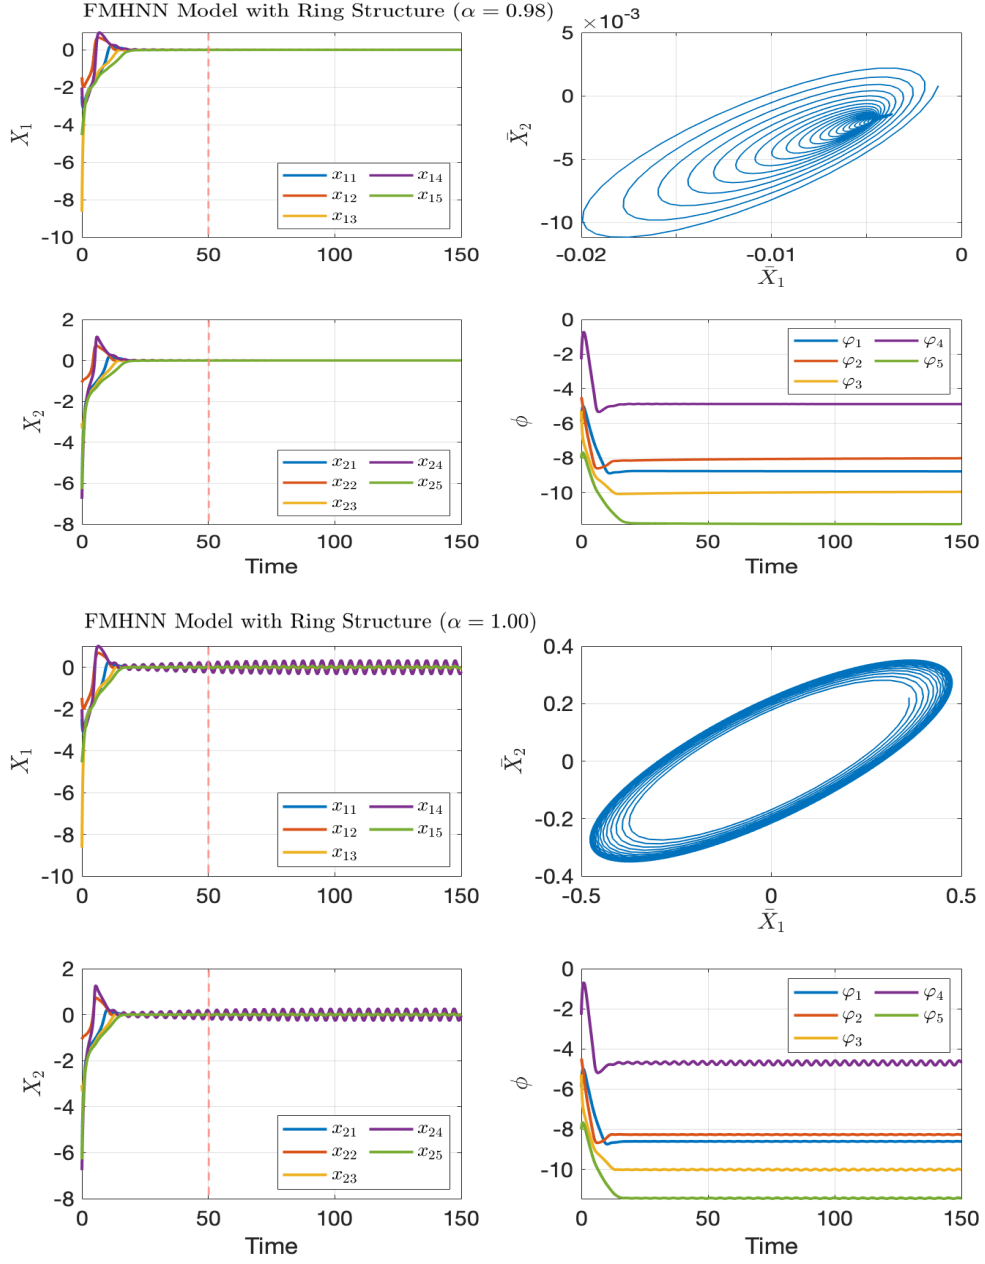 FMHNN Model with Ring Structure (α = 0.98)
0
-2
-4
-6
-8
-10
X₁
x₁₁ x₁₄
x₁₂ x₁₅
x₁₃
0 50 100 150
×10⁻³
5
0
-5
-10
X̄₂
-0.02 -0.01 0
X̄₁
2
0
-2
-4
-6
-8
X₂
x₂₁ x₂₄
x₂₂ x₂₅
x₂₃
0 50 100 150
Time
0
-2
-4
-6
-8
-10
ϕ
φ₁ φ₄
φ₂ φ₅
φ₃
0 50 100 150
Time
FMHNN Model with Ring Structure (α = 1.00)
0
-2
-4
-6
-8
-10
X₁
x₁₁ x₁₄
x₁₂ x₁₅
x₁₃
0 50 100 150
0.4
0.2
0
-0.2
-0.4
X̄₂
-0.5 0 0.5
X̄₁
2
0
-2
-4
-6
-8
X₂
x₂₁ x₂₄
x₂₂ x₂₅
x₂₃
0 50 100 150
Time
0
-2
-4
-6
-8
-10
ϕ
φ₁ φ₄
φ₂ φ₅
φ₃
0 50 100 150
Time